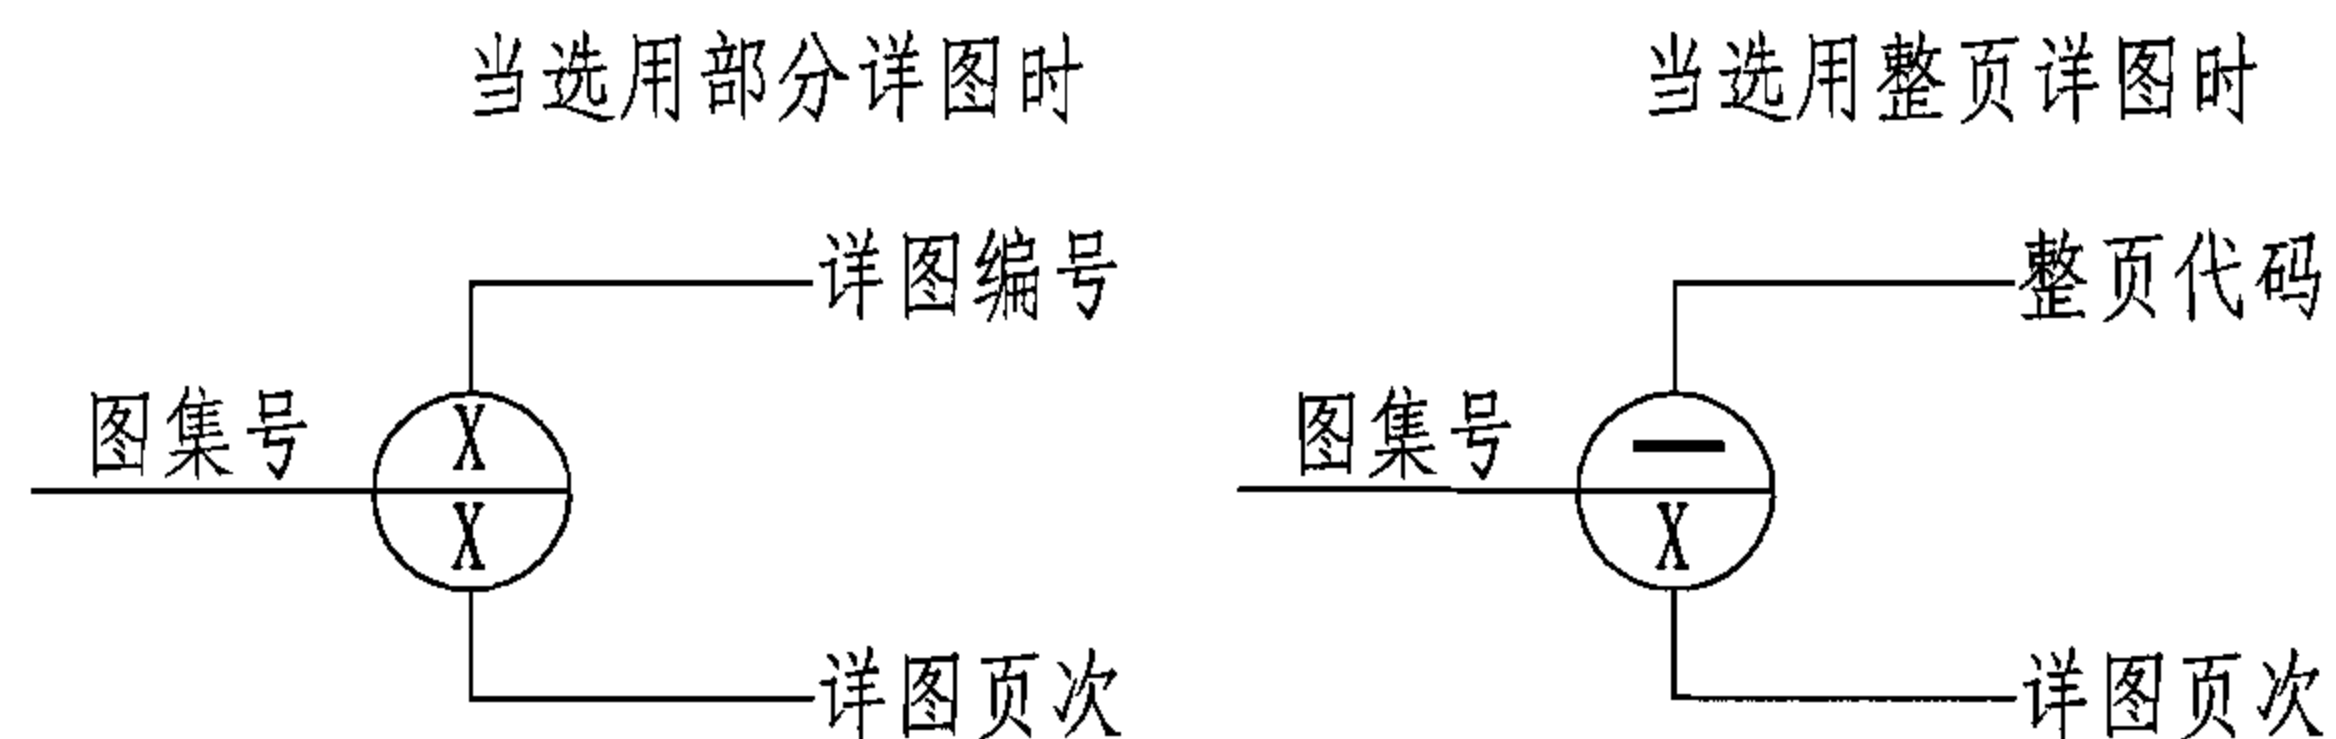 当选用部分详图时
当选用整页详图时
详图编号
整页代码
图集号
X
图集号
—
X
X
详图页次
详图页次